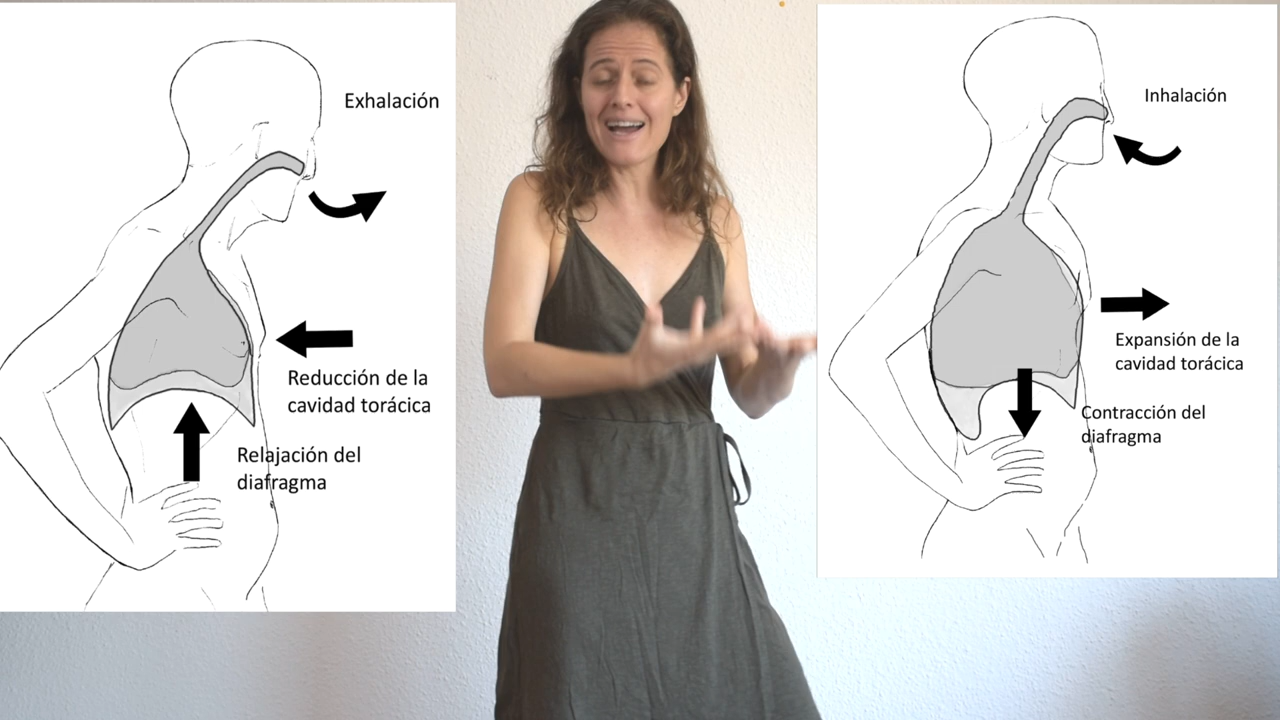 Exhalación
Reducción de la
cavidad torácica
Relajación del
diafragma
Inhalación
Expansión de la
cavidad torácica
Contracción del
diafragma